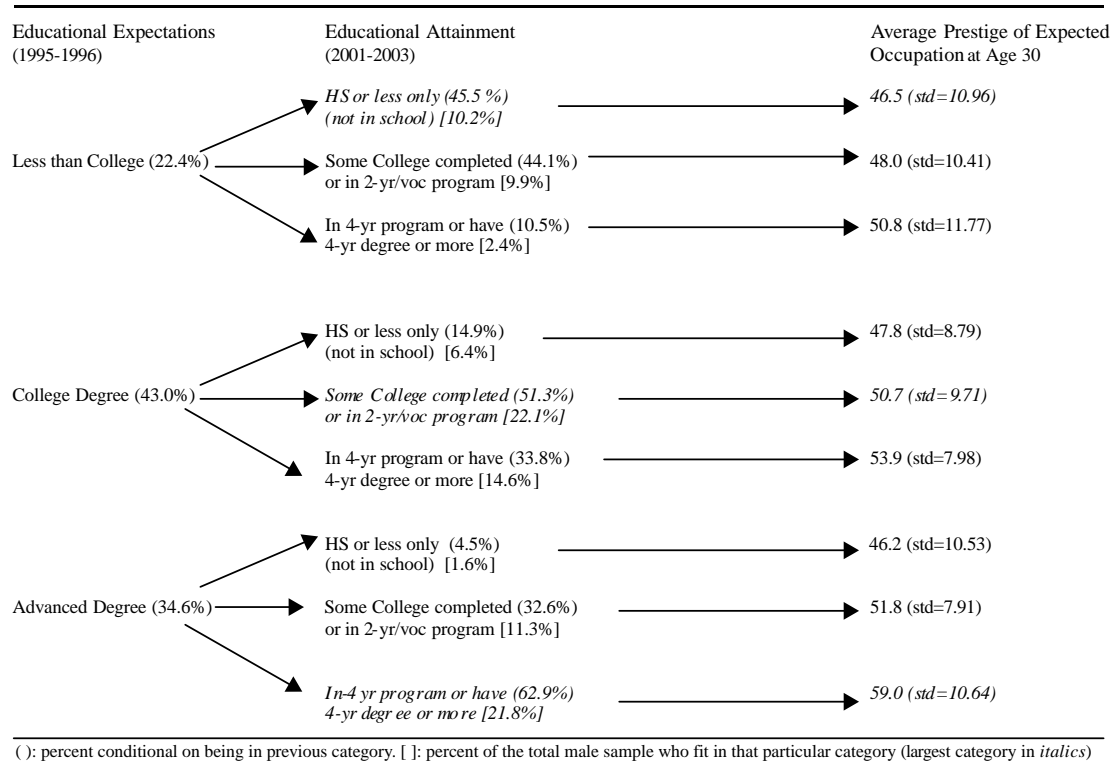 Educational Expectations
(1995-1996)
Educational Attainment
(2001-2003)
Average Prestige of Expected
Occupation at Age 30
Less than College (22.4%)
HS or less only (45.5 %)
(not in school) [10.2%]
46.5 (std=10.96)
Some College completed (44.1%)
or in 2-yr/voc program [9.9%]
48.0 (std=10.41)
In 4-yr program or have (10.5%)
4-yr degree or more [2.4%]
50.8 (std=11.77)
College Degree (43.0%)
HS or less only (14.9%)
(not in school) [6.4%]
47.8 (std=8.79)
Some College completed (51.3%)
or in 2-yr/voc program [22.1%]
50.7 (std=9.71)
In 4-yr program or have (33.8%)
4-yr degree or more [14.6%]
53.9 (std=7.98)
Advanced Degree (34.6%)
HS or less only (4.5%)
(not in school) [1.6%]
46.2 (std=10.53)
Some College completed (32.6%)
or in 2-yr/voc program [11.3%]
51.8 (std=7.91)
In-4 yr program or have (62.9%)
4-yr degree or more [21.8%]
59.0 (std=10.64)
( ): percent conditional on being in previous category. [ ]: percent of the total male sample who fit in that particular category (largest category in italics)